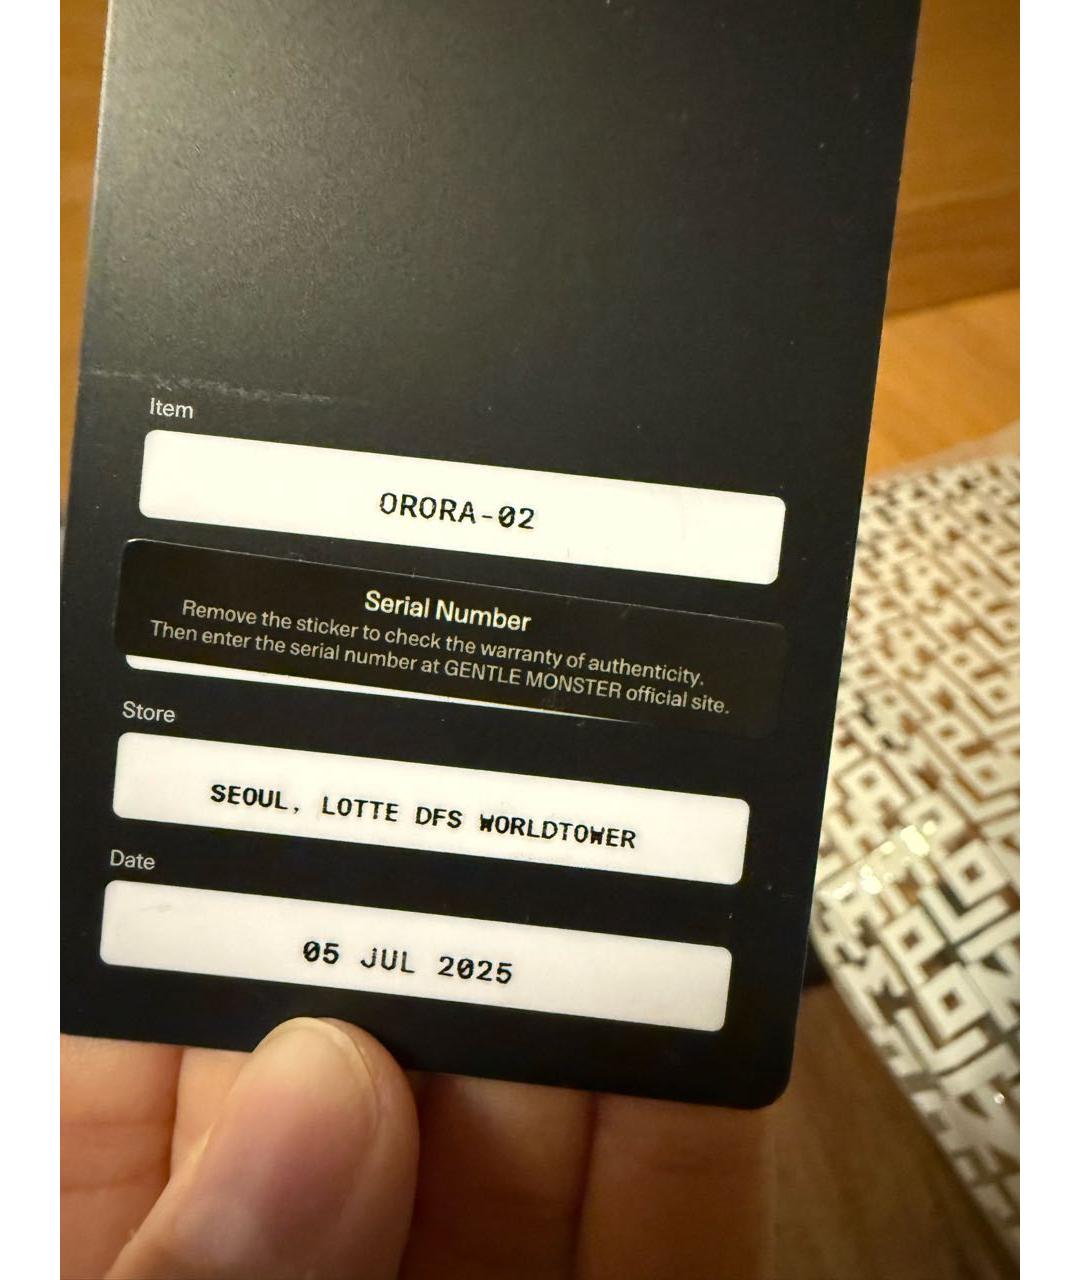 Item
ORORA-02
Serial Number
Remove the sticker to check the warranty of authenticity.
Then enter the serial number at GENTLE MONSTER official site.
Store
SEOUL, LOTTE DFS WORLDTOWER
Date
05 JUL 2025